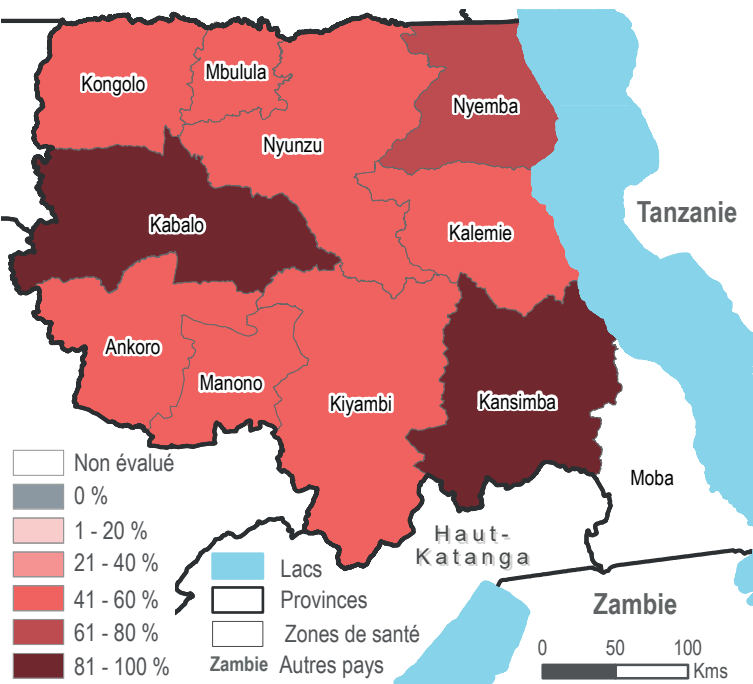 Kongolo
Mbulula
Nyemba
Nyunzu
Tanzanie
Kabalo
Kalemie
Ankoro
Manono
Kiyambi
Kansimba
Moba
Haut-
Katanga
Non évalué
0 %
1 - 20 %
21 - 40 %
41 - 60 %
61 - 80 %
81 - 100 %
Lacs
Provinces
Zones de santé
Zambie Autres pays
Zambie
0 50 100
Kms